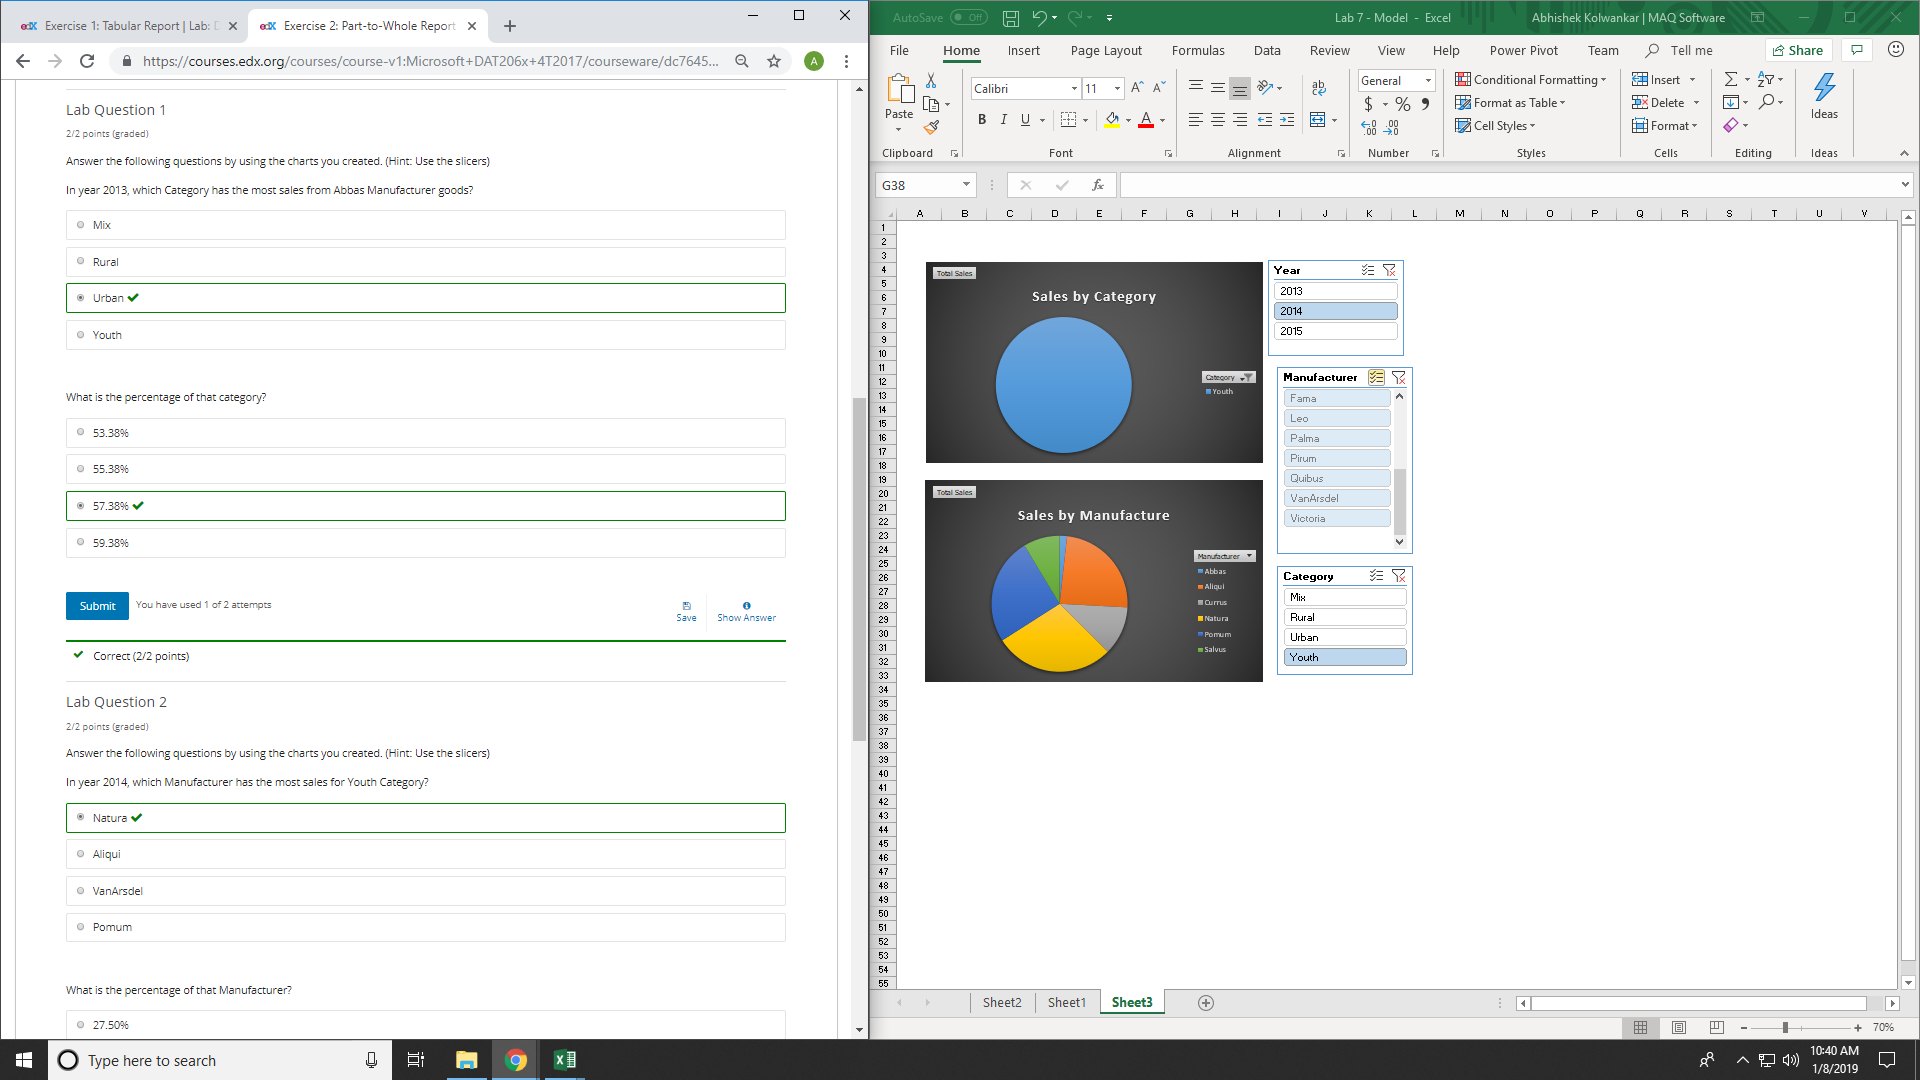 Exercise 1: Tabular Report | Lab: D
Exercise 2: Part-to-Whole Report
https://courses.edx.org/courses/course-v1:Microsoft+DAT206x+4T2017/courseware/dc7645...
A
Lab Question 1
2/2 points (graded)
Answer the following questions by using the charts you created. (Hint: Use the slicers)
In year 2013, which Category has the most sales from Abbas Manufacturer goods?
Mix
Rural
Urban
Youth
What is the percentage of that category?
53.38%
55.38%
57.38%
59.38%
Submit
You have used 1 of 2 attempts
Save
Show Answer
Correct (2/2 points)
Lab Question 2
2/2 points (graded)
Answer the following questions by using the charts you created. (Hint: Use the slicers)
In year 2014, which Manufacturer has the most sales for Youth Category?
Natura
Aliqui
VanArsdel
Pomum
What is the percentage of that Manufacturer?
27.50%
AutoSave Off
Lab 7 - Model - Excel
Abhishek Kolwankar | MAQ Software
File Home Insert Page Layout Formulas Data Review View Help Power Pivot Team Tell me Share
Paste
Calibri 11
B I U
General
$ % 9
Conditional Formatting
Format as Table
Cell Styles
Insert
Delete
Format
Ideas
Clipboard Font Alignment Number Styles Cells Editing Ideas
G38
fx
A B C D E F G H I J K L M N O P Q R S T U V
1
2
3
4
5
6
7
8
9
10
11
12
13
14
15
16
17
18
19
20
21
22
23
24
25
26
27
28
29
30
31
32
33
34
35
36
37
38
39
40
41
42
43
44
45
46
47
48
49
50
51
52
53
54
55
Total Sales
Sales by Category
Category
Youth
Total Sales
Sales by Manufacture
Manufacturer
Abbas
Aliqui
Currus
Natura
Pomum
Salvus
Year
2013
2014
2015
Manufacturer
Fama
Leo
Palma
Pirum
Quibus
VanArsdel
Victoria
Category
Mix
Rural
Urban
Youth
Sheet2 Sheet1 Sheet3
70%
Type here to search
10:40 AM
1/8/2019